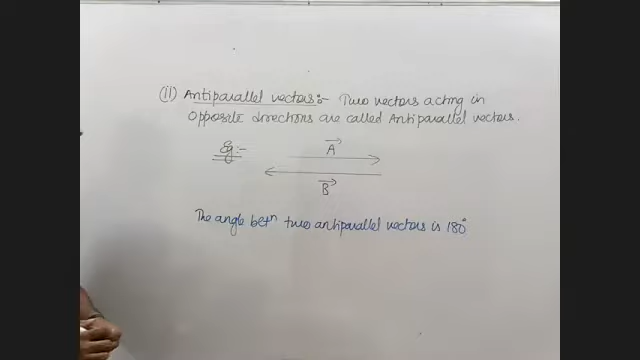 (ii) Antiparallel vectors:- Two vectors acting in
Opposite directions are called Antiparallel vectors.
Eg:-
A
B
The angle betn two antiparallel vectors is 180°